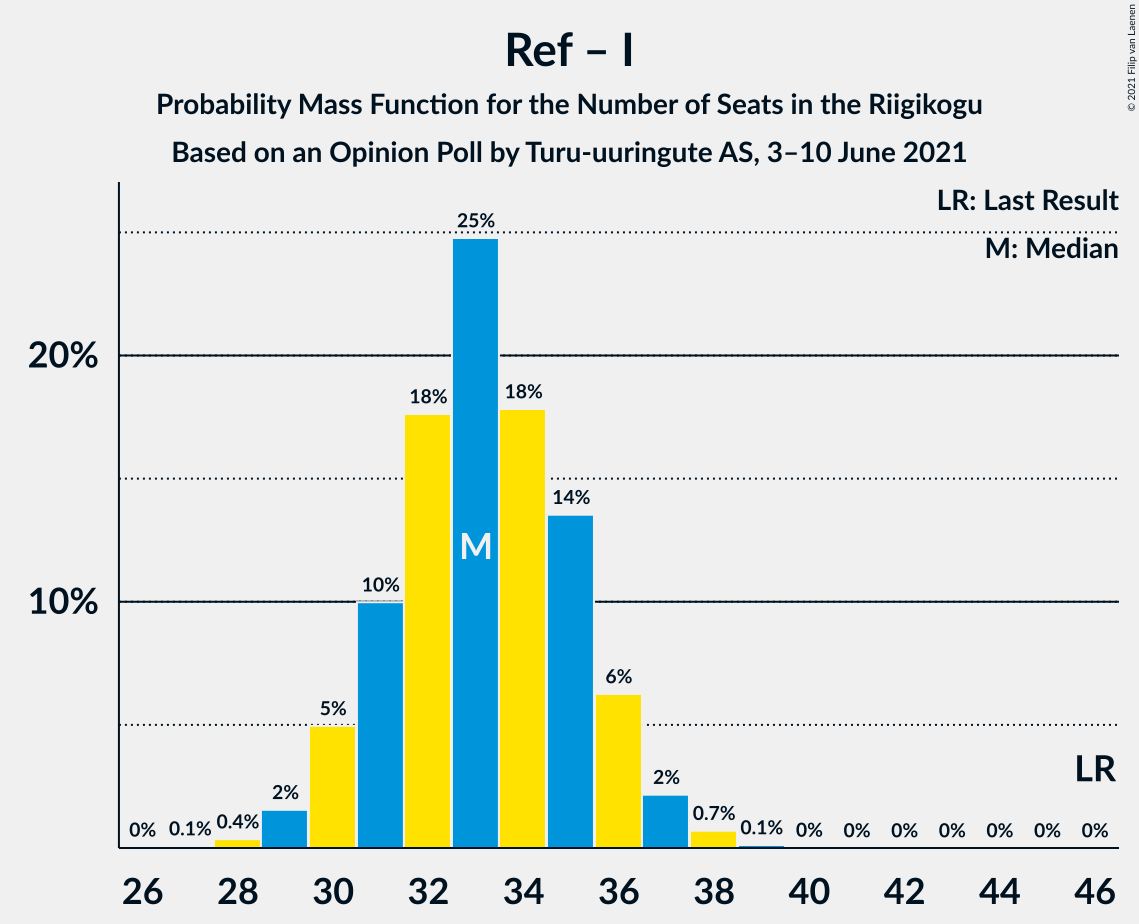 Ref – I
Probability Mass Function for the Number of Seats in the Riigikogu
Based on an Opinion Poll by Turu-uuringute AS, 3–10 June 2021
© 2021 Filip van Laenen
LR: Last Result
M: Median
25%
20%
18% 18%
14%
M
10%
10%
6%
5%
LR
2% 2%
0% 0.1% 0.4% 0.7% 0.1% 0% 0% 0% 0% 0% 0% 0%
26 28 30 32 34 36 38 40 42 44 46